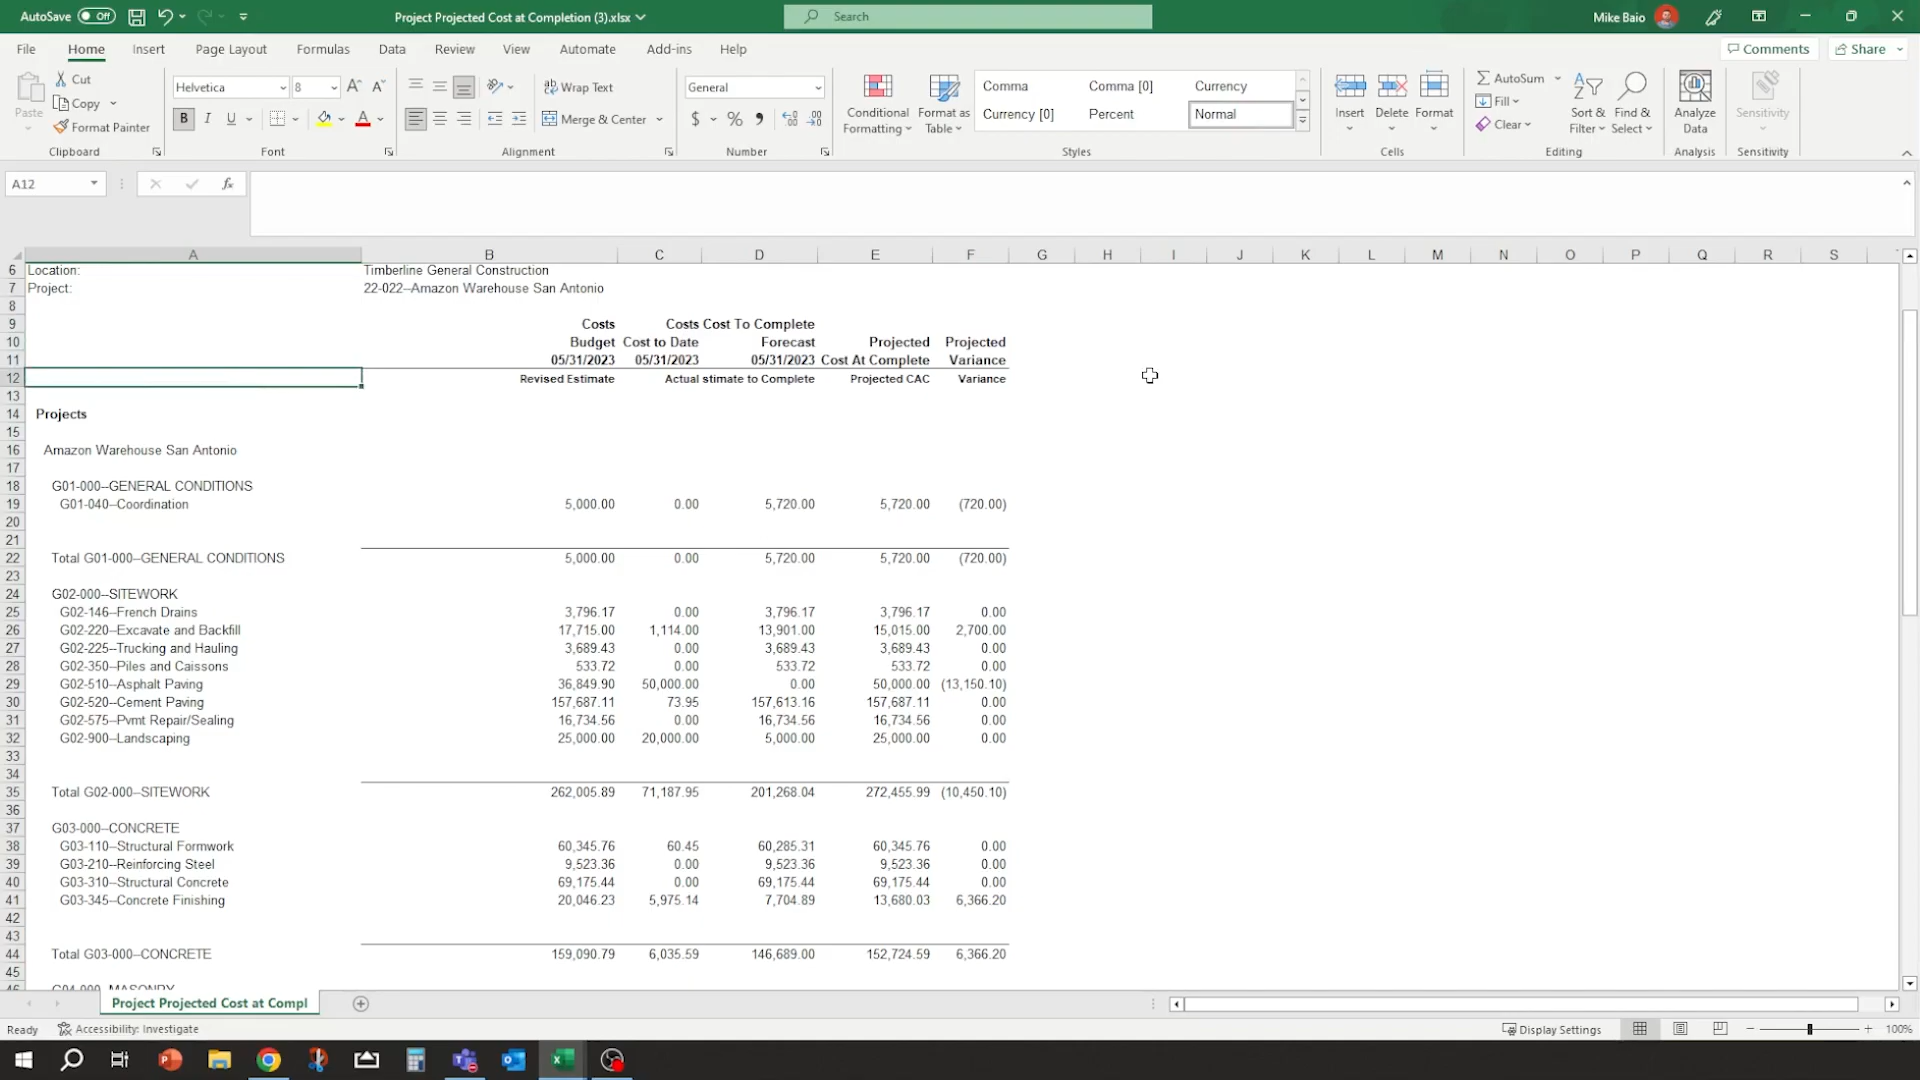 AutoSave Off Project Projected Cost at Completion (3).xlsx Search Mike Baio
File Home Insert Page Layout Formulas Data Review View Automate Add-ins Help Comments Share
Paste Cut Copy Format Painter Clipboard
Helvetica 8 B I U A Font
Wrap Text Merge & Center Alignment
General $ % 9 Number
Conditional Formatting Format as Table Comma Comma [0] Currency Currency [0] Percent Normal Styles
Insert Delete Format Cells
AutoSum Fill Clear Sort & Filter Find & Select Editing
Analyze Data Analysis
Sensitivity Sensitivity
A12 fx
A B C D E F G H I J K L M N O P Q R S
6 Location: Timberline General Construction
7 Project: 22-022--Amazon Warehouse San Antonio
8
9 Costs Costs Cost To Complete
10 Budget Cost to Date Forecast Projected Projected
11 05/31/2023 05/31/2023 05/31/2023 Cost At Complete Variance
12 Revised Estimate Actual stimate to Complete Projected CAC Variance
13
14 Projects
15
16 Amazon Warehouse San Antonio
17
18 G01-000--GENERAL CONDITIONS
19 G01-040--Coordination 5,000.00 0.00 5,720.00 5,720.00 (720.00)
20
21
22 Total G01-000--GENERAL CONDITIONS 5,000.00 0.00 5,720.00 5,720.00 (720.00)
23
24 G02-000--SITEWORK
25 G02-146--French Drains 3,796.17 0.00 3,796.17 3,796.17 0.00
26 G02-220--Excavate and Backfill 17,715.00 1,114.00 13,901.00 15,015.00 2,700.00
27 G02-225--Trucking and Hauling 3,689.43 0.00 3,689.43 3,689.43 0.00
28 G02-350--Piles and Caissons 533.72 0.00 533.72 533.72 0.00
29 G02-510--Asphalt Paving 36,849.90 50,000.00 0.00 50,000.00 (13,150.10)
30 G02-520--Cement Paving 157,687.11 73.95 157,613.16 157,687.11 0.00
31 G02-575--Pvmt Repair/Sealing 16,734.56 0.00 16,734.56 16,734.56 0.00
32 G02-900--Landscaping 25,000.00 20,000.00 5,000.00 25,000.00 0.00
33
34
35 Total G02-000--SITEWORK 262,005.89 71,187.95 201,268.04 272,455.99 (10,450.10)
36
37 G03-000--CONCRETE
38 G03-110--Structural Formwork 60,345.76 60.45 60,285.31 60,345.76 0.00
39 G03-210--Reinforcing Steel 9,523.36 0.00 9,523.36 9,523.36 0.00
40 G03-310--Structural Concrete 69,175.44 0.00 69,175.44 69,175.44 0.00
41 G03-345--Concrete Finishing 20,046.23 5,975.14 7,704.89 13,680.03 6,366.20
42
43
44 Total G03-000--CONCRETE 159,090.79 6,035.59 146,689.00 152,724.59 6,366.20
45
46 G04-000--MASONRY
Project Projected Cost at Compl
Ready Accessibility: Investigate Display Settings 100%